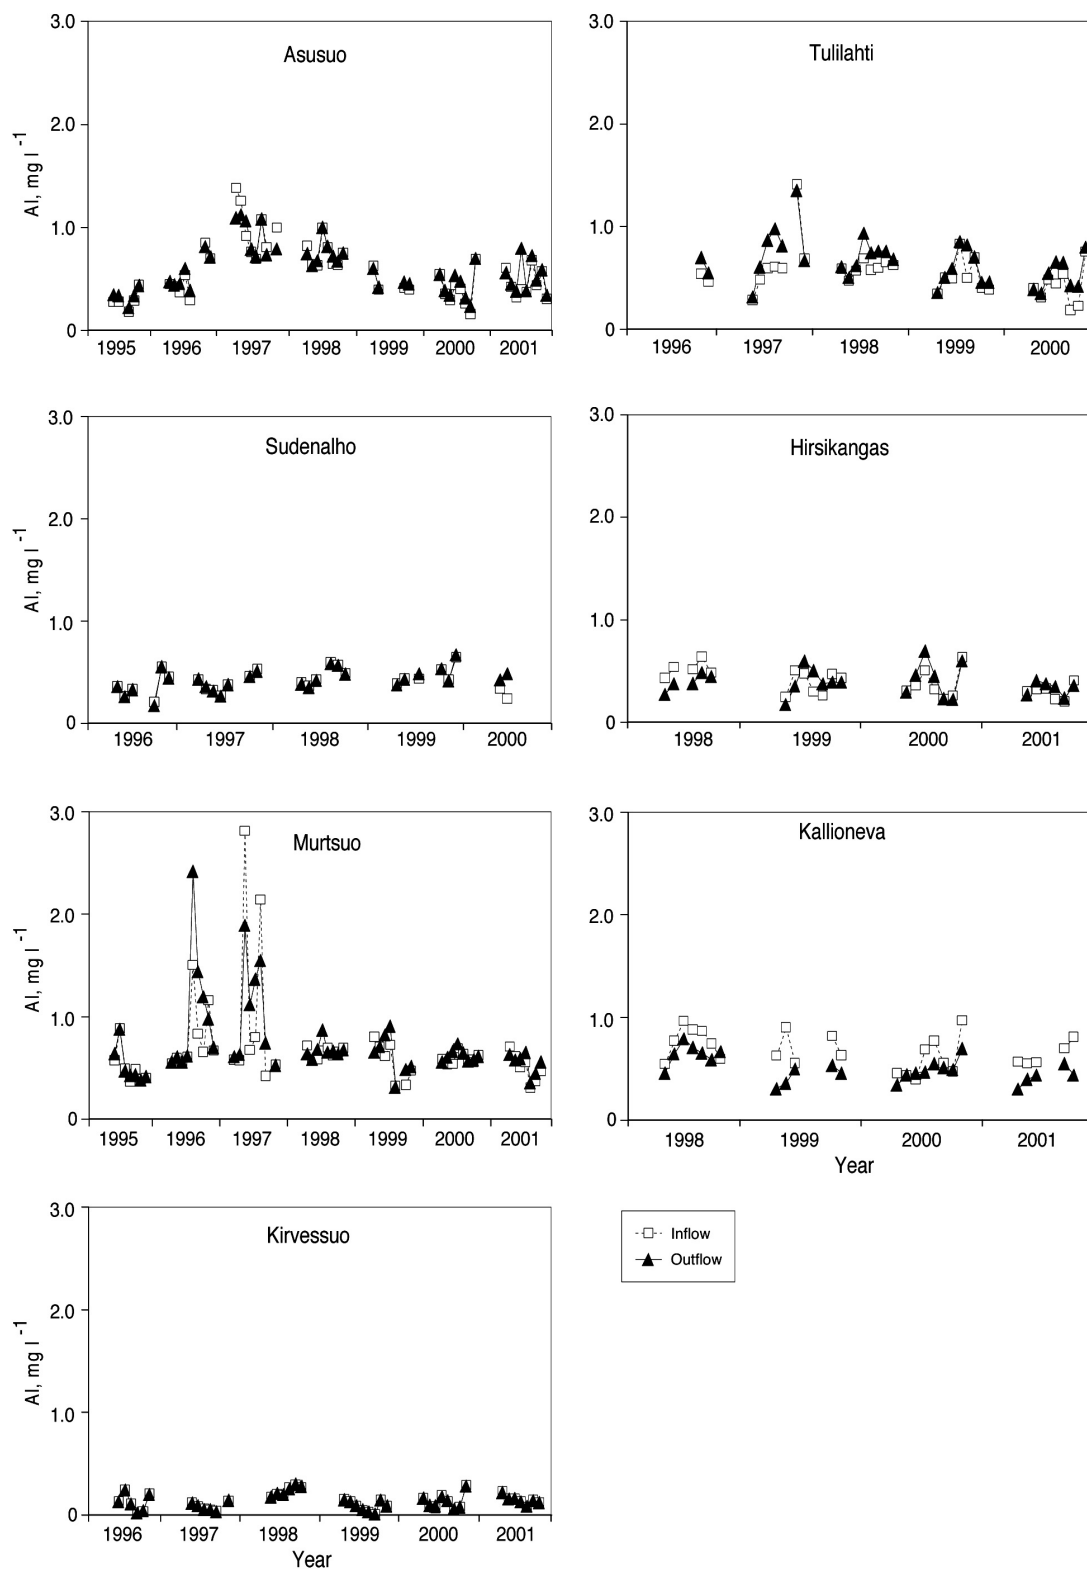 3.0
Asusuo
2.0
Al, mg l -1
1.0
0
1995 1996 1997 1998 1999 2000 2001
3.0
Tulilahti
2.0
1.0
0
1996 1997 1998 1999 2000
3.0
Sudenalho
2.0
Al, mg l -1
1.0
0
1996 1997 1998 1999 2000
3.0
Hirsikangas
2.0
1.0
0
1998 1999 2000 2001
3.0
Murtsuo
2.0
Al, mg l -1
1.0
0
1995 1996 1997 1998 1999 2000 2001
3.0
Kallioneva
2.0
1.0
0
1998 1999 2000 2001
Year
3.0
Kirvessuo
2.0
Al, mg l -1
1.0
0
1996 1997 1998 1999 2000 2001
Year
Inflow
Outflow